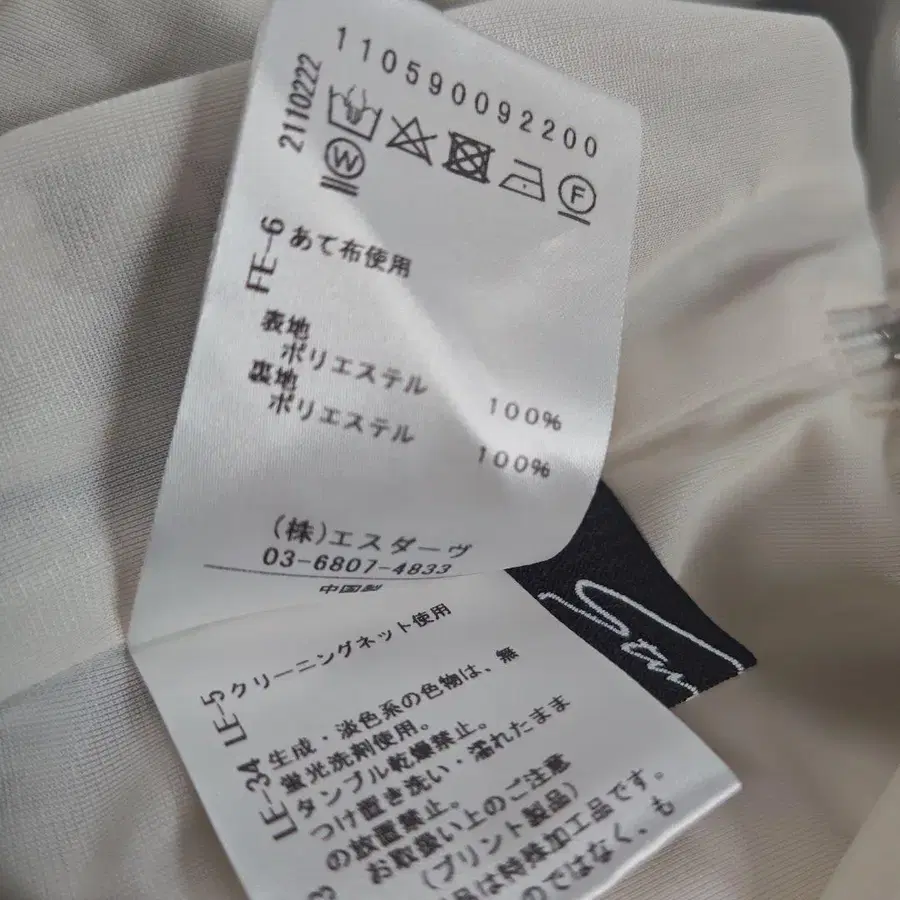 110590092200
2110222
W
F
FE-6
あて布使用
表地
ポリエステル 100%
裏地
ポリエステル 100%
(株)エスダーヴ
03-6807-4833
中国製
LE-5
クリーニングネット使用
LE-34
生成・淡色系の色物は、無
蛍光洗剤使用。
タンブル乾燥禁止。
つけ置き洗い・濡れたまま
の放置禁止。
お取扱い上のご注意
(プリント製品)
品は特殊加工品です。
のではなく、も